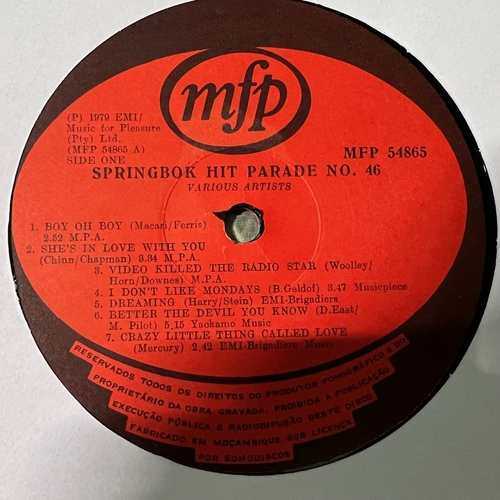 mfp
(P) 1979 EMI/
Music for Pleasure
(Pty) Ltd.
(MFP 54865 A)
SIDE ONE
MFP 54865
SPRINGBOK HIT PARADE NO. 46
VARIOUS ARTISTS
1. BOY OH BOY (Macari/Ferris)
2.52 M.P.A.
2. SHE'S IN LOVE WITH YOU
(Chinn/Chapman) 3.34 M.P.A.
3. VIDEO KILLED THE RADIO STAR (Woolley/
Horn/Downes) M.P.A.
4. I DON'T LIKE MONDAYS (B.Geldof) 3.47 Musicpiece
5. DREAMING (Harry/Stein) EMI-Brigadiers
6. BETTER THE DEVIL YOU KNOW (D.East/
M. Pilot) 5.15 Yackamo Music
7. CRAZY LITTLE THING CALLED LOVE
(Mercury) 2.42 EMI-Brigadiers Music
RESERVADOS TODOS OS DIREITOS DO PRODUTOR FONOGRÁFICO E DO
PROPRIETÁRIO DA OBRA GRAVADA. PROIBIDA A PUBLICAÇÃO
EXECUÇÃO PÚBLICA E RADIODIFUSÃO DESTE DISCO
FABRICADO EM MOÇAMBIQUE SOB LICENÇA
POR SOMODISCOS